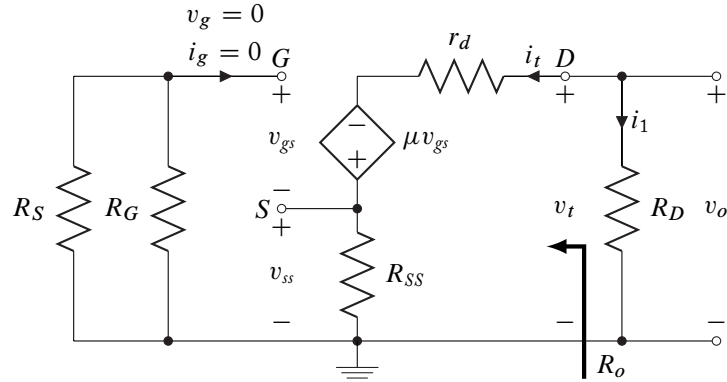 v_g = 0
i_g = 0 G r_d i_t D
+ + +
− i_1
v_gs μv_gs
+
R_S R_G − v_t R_D v_o
S
+
v_ss R_SS
− − −
R_o